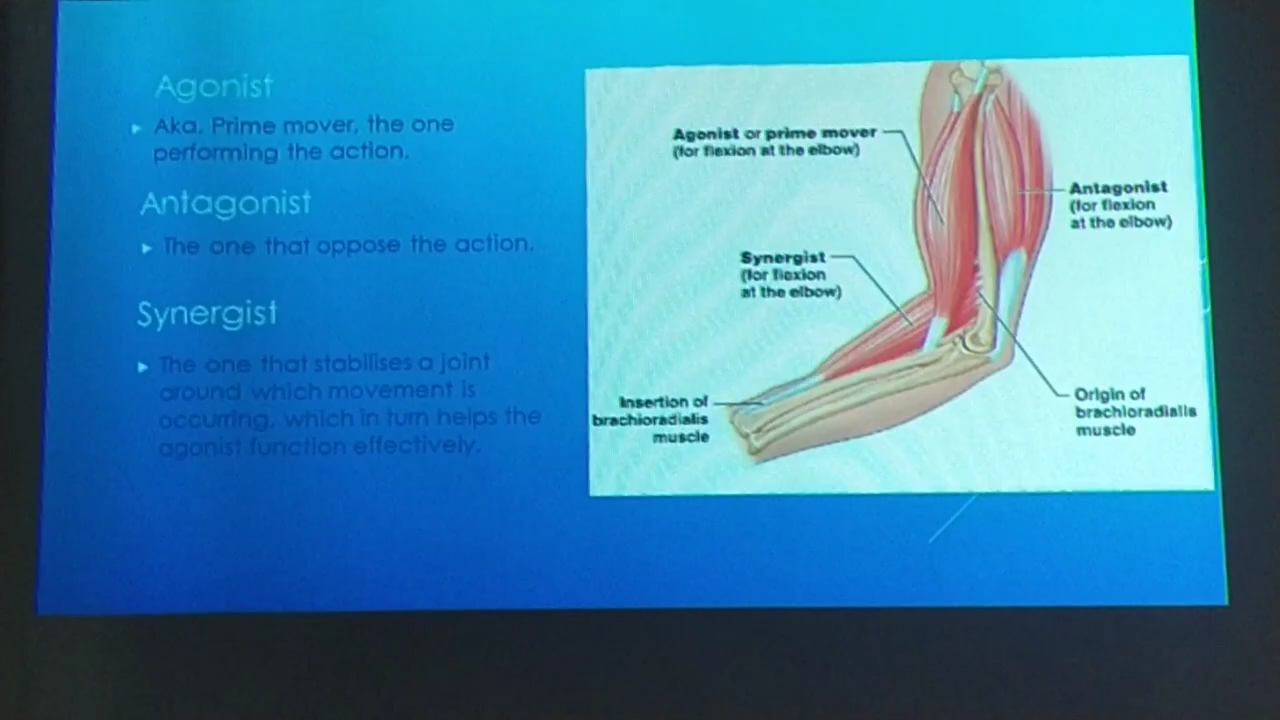 Agonist
Aka. Prime mover, the one
performing the action.
Antagonist
The one that oppose the action.
Synergist
The one that stabilises a joint
around which movement is
occurring, which in turn helps the
agonist function effectively.
Agonist or prime mover
(for flexion at the elbow)
Antagonist
(for flexion
at the elbow)
Synergist
(for flexion
at the elbow)
Insertion of
brachioradialis
muscle
Origin of
brachioradialis
muscle